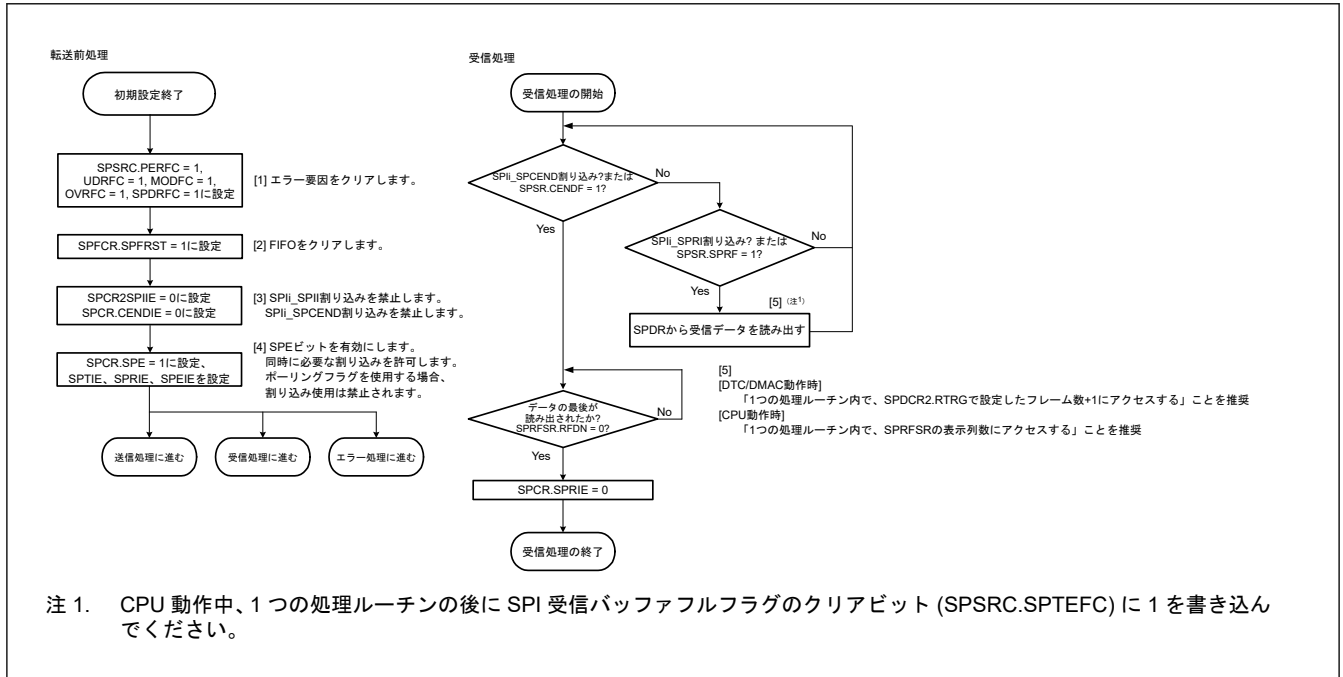 転送前処理
初期設定終了
SPSRC.PERFC = 1,
UDRFC = 1, MODFC = 1,
OVRFC = 1, SPDRFC = 1に設定
[1] エラー要因をクリアします。
SPFCR.SPFRST = 1に設定
[2] FIFOをクリアします。
SPCR2SPIIE = 0に設定
SPCR.CENDIE = 0に設定
[3] SPIi_SPII割り込みを禁止します。
SPIi_SPCEND割り込みを禁止します。
SPCR.SPE = 1に設定、
SPTIE、SPRIE、SPEIEを設定
[4] SPEビットを有効にします。
同時に必要な割り込みを許可します。
ポーリングフラグを使用する場合、
割り込み使用は禁止されます。
送信処理に進む
受信処理に進む
エラー処理に進む
受信処理
受信処理の開始
SPIi_SPCEND割り込み?または
SPSR.CENDF = 1?
No
Yes
SPIi_SPRI割り込み? または
SPSR.SPRF = 1?
No
Yes
[5] (注1)
SPDRから受信データを読み出す
データの最後が
読み出されたか?
SPRFSR.RFDN = 0?
No
Yes
[5]
[DTC/DMAC動作時]
「1つの処理ルーチン内で、SPDCR2.RTRGで設定したフレーム数+1にアクセスする」ことを推奨
[CPU動作時]
「1つの処理ルーチン内で、SPRFSRの表示列数にアクセスする」ことを推奨
SPCR.SPRIE = 0
受信処理の終了
注 1. CPU 動作中、1 つの処理ルーチンの後に SPI 受信バッファフルフラグのクリアビット (SPSRC.SPTEFC) に 1 を書き込ん
でください。